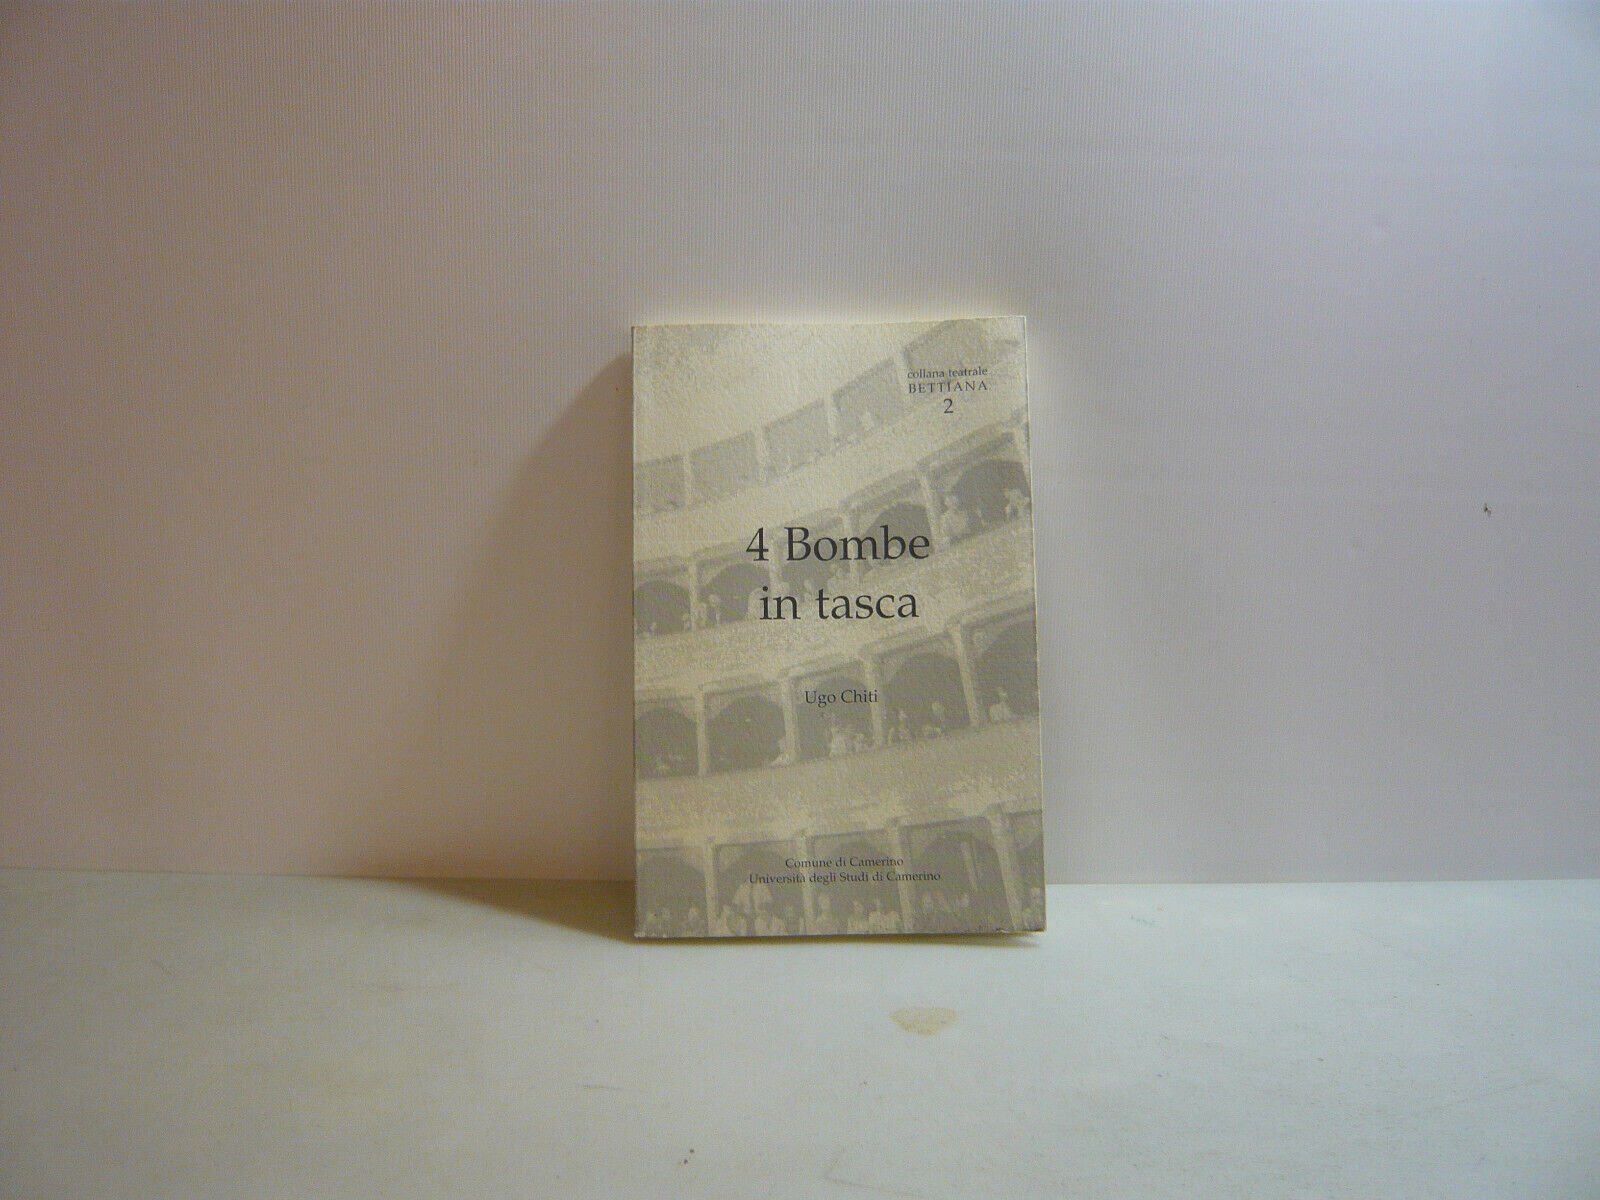 collana teatrale
BETTIANA
2
4 Bombe
in tasca
Ugo Chiti
Comune di Camerino
Università degli Studi di Camerino